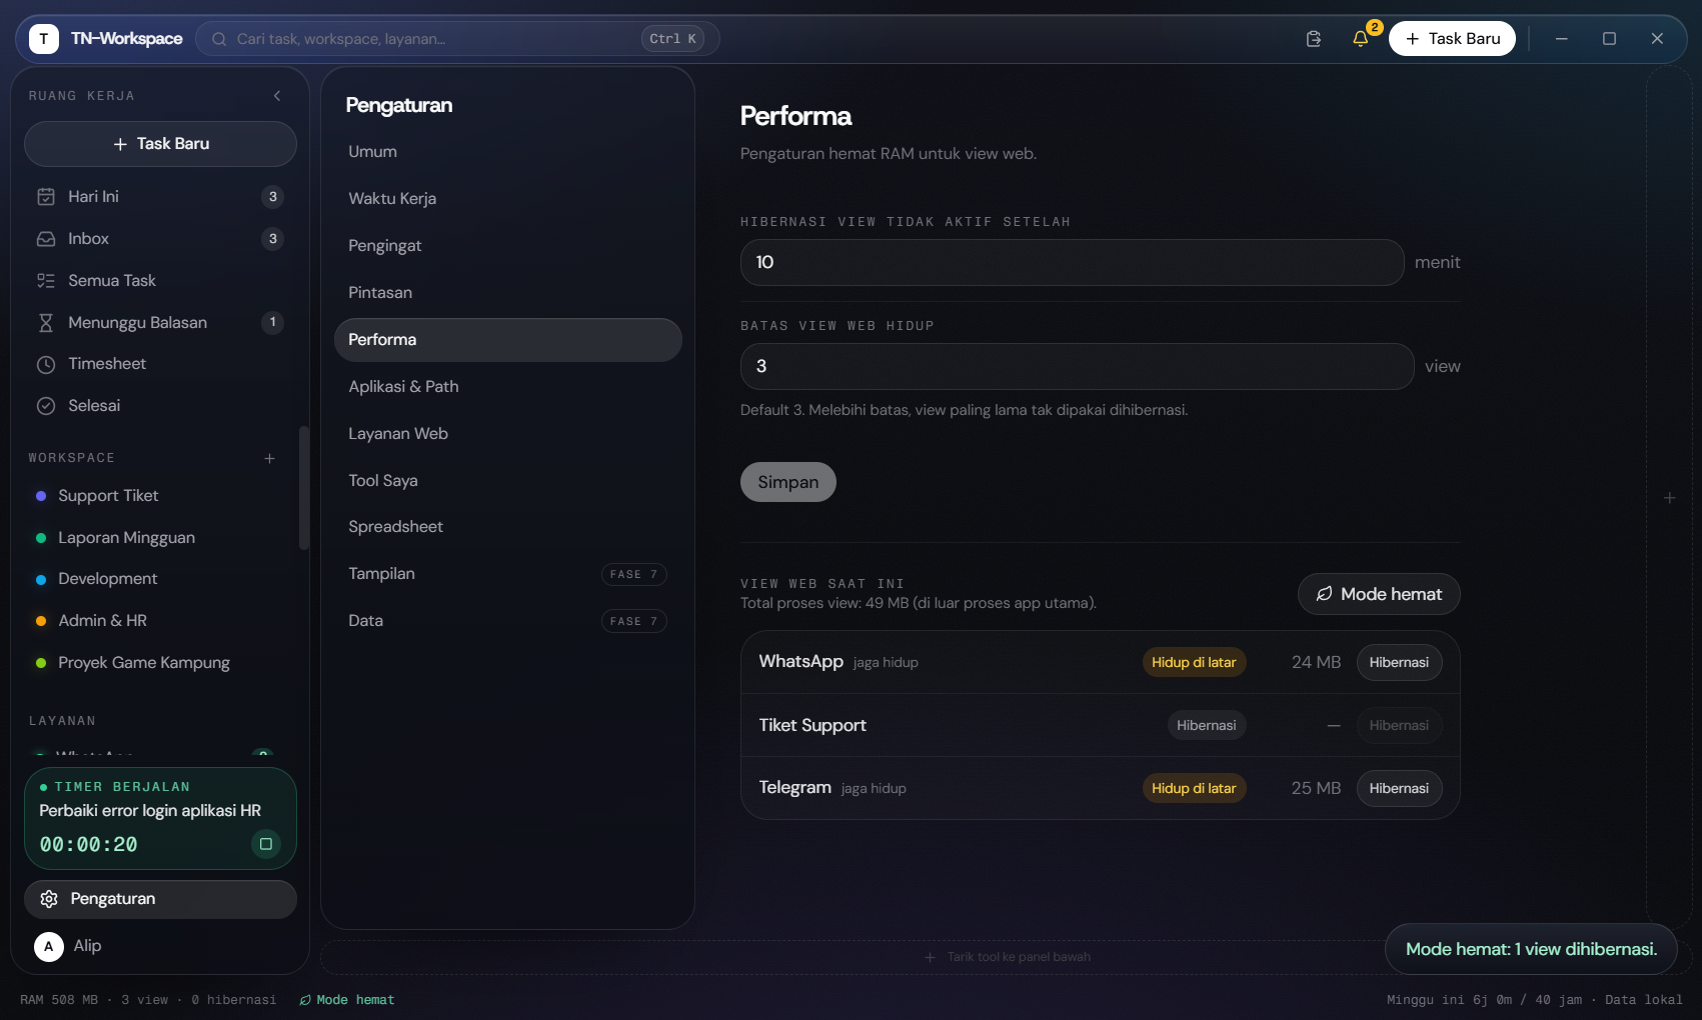 T TN-Workspace Cari task, workspace, layanan... Ctrl K 2 + Task Baru
RUANG KERJA
+ Task Baru
Hari Ini 3
Inbox 3
Semua Task
Menunggu Balasan 1
Timesheet
Selesai
WORKSPACE +
Support Tiket
Laporan Mingguan
Development
Admin & HR
Proyek Game Kampung
LAYANAN
WhatsApp
TIMER BERJALAN
Perbaiki error login aplikasi HR
00:00:20
Pengaturan
A Alip
Pengaturan
Umum
Waktu Kerja
Pengingat
Pintasan
Performa
Aplikasi & Path
Layanan Web
Tool Saya
Spreadsheet
Tampilan FASE 7
Data FASE 7
Performa
Pengaturan hemat RAM untuk view web.
HIBERNASI VIEW TIDAK AKTIF SETELAH
10 menit
BATAS VIEW WEB HIDUP
3 view
Default 3. Melebihi batas, view paling lama tak dipakai dihibernasi.
Simpan
VIEW WEB SAAT INI
Total proses view: 49 MB (di luar proses app utama).
Mode hemat
WhatsApp jaga hidup Hidup di latar 24 MB Hibernasi
Tiket Support Hibernasi — Hibernasi
Telegram jaga hidup Hidup di latar 25 MB Hibernasi
+ Tarik tool ke panel bawah
Mode hemat: 1 view dihibernasi.
RAM 508 MB · 3 view · 0 hibernasi Mode hemat
Minggu ini 6j 0m / 40 jam · Data lokal